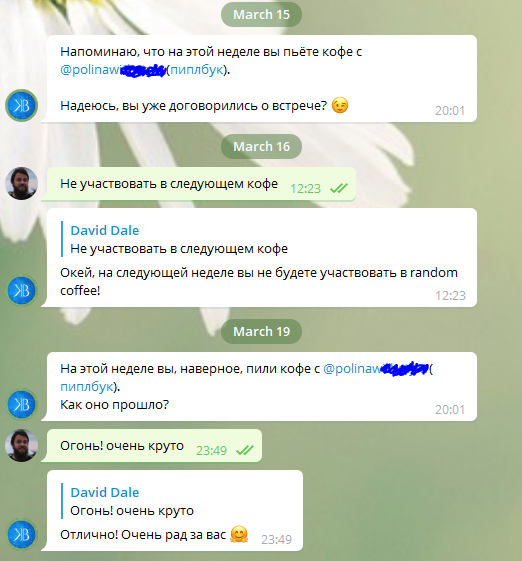 March 15
Напоминаю, что на этой неделе вы пьёте кофе с
@polinaw (пиплбук).
Надеюсь, вы уже договорились о встрече? 😉
20:01
March 16
Не участвовать в следующем кофе
12:23
David Dale
Не участвовать в следующем кофе
Окей, на следующей неделе вы не будете участвовать в random
coffee!
12:23
March 19
На этой неделе вы, наверное, пили кофе с @polinaw (
пиплбук).
Как оно прошло?
20:01
Огонь! очень круто
23:49
David Dale
Огонь! очень круто
Отлично! Очень рад за вас 🤗
23:49